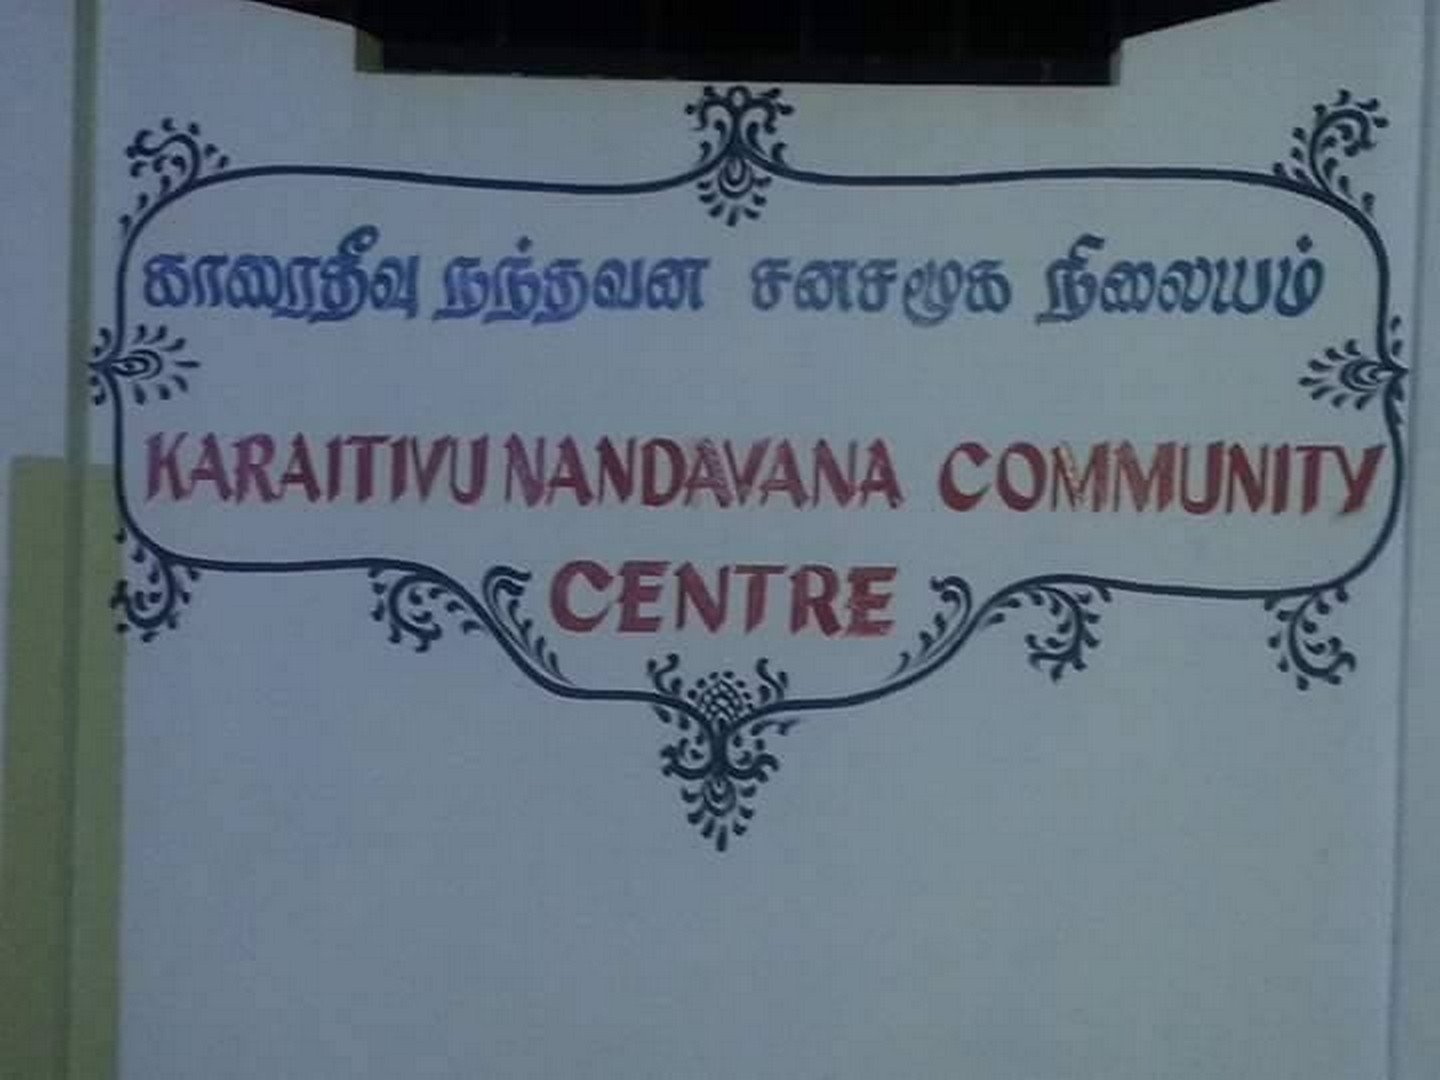 காரைதீவு நந்தவன சனசமூக நிலையம்
KARAITIVU NANDAVANA COMMUNITY
CENTRE